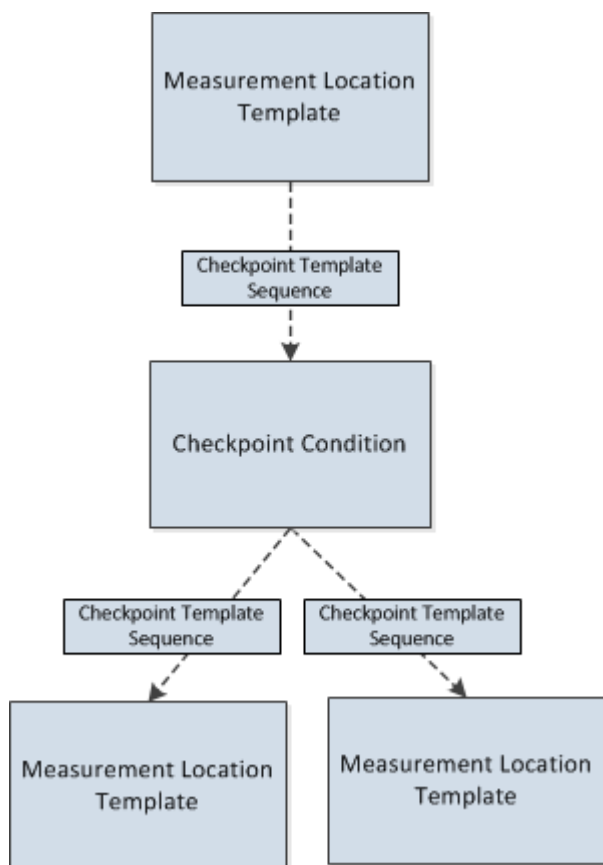 Measurement Location
Template
Checkpoint Template
Sequence
Checkpoint Condition
Checkpoint Template
Sequence
Checkpoint Template
Sequence
Measurement Location
Template
Measurement Location
Template